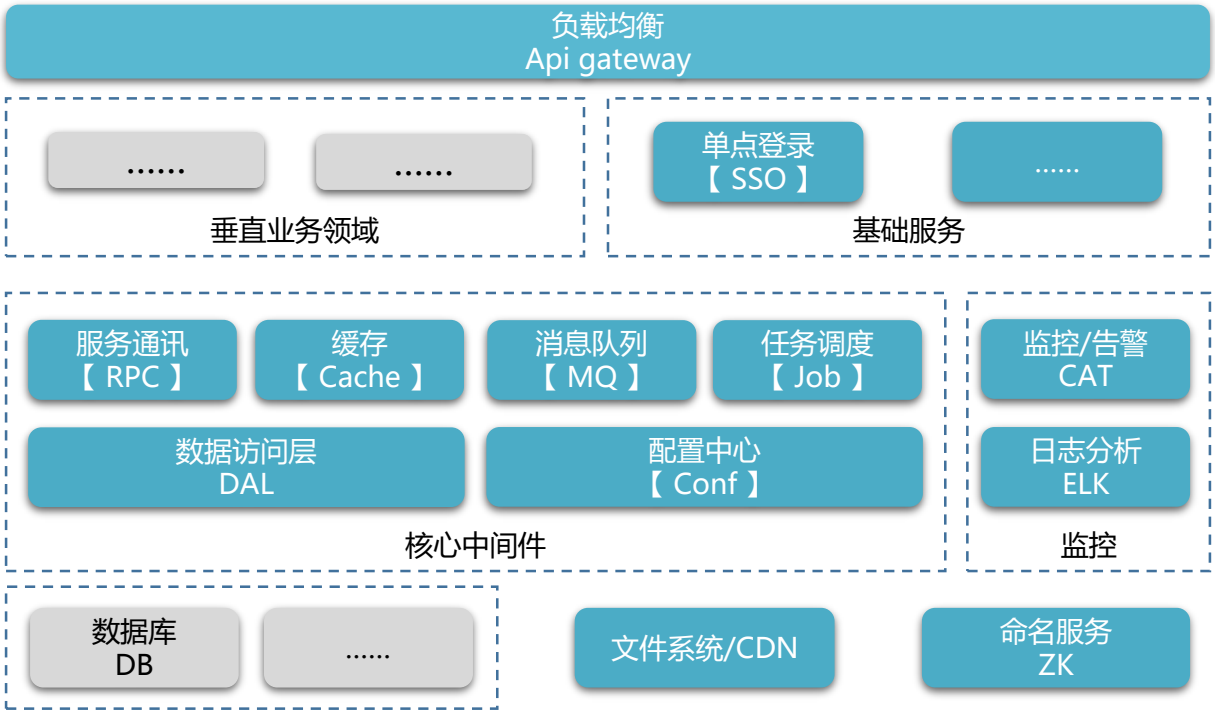 负载均衡
Api gateway
......
......
垂直业务领域
单点登录
【 SSO 】
......
基础服务
服务通讯
【 RPC 】
缓存
【 Cache 】
消息队列
【 MQ 】
任务调度
【 Job 】
数据访问层
DAL
配置中心
【 Conf 】
核心中间件
监控/告警
CAT
日志分析
ELK
监控
数据库
DB
......
文件系统/CDN
命名服务
ZK